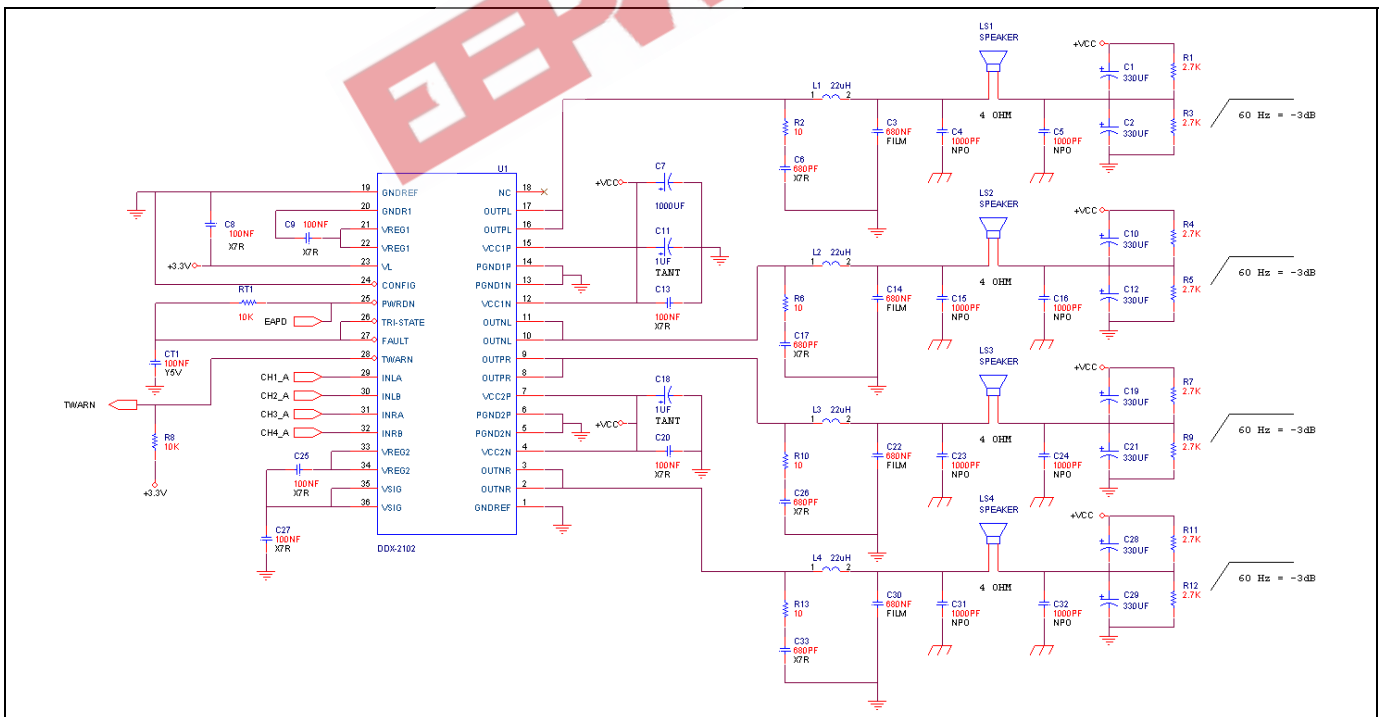 LS1
SPEAKER
L1 22uH
1 2
R2
10
C6
680PF
X7R
C3
680NF
FILM
C4
1000PF
NPO
4 OHM
C5
1000PF
NPO
+VCC
C1
330UF
C2
330UF
R1
2.7K
R3
2.7K
60 Hz = -3dB
LS2
SPEAKER
L2 22uH
1 2
R6
10
C17
680PF
X7R
C14
680NF
FILM
C15
1000PF
NPO
4 OHM
C16
1000PF
NPO
+VCC
C10
330UF
C12
330UF
R4
2.7K
R5
2.7K
60 Hz = -3dB
LS3
SPEAKER
L3 22uH
1 2
R10
10
C26
680PF
X7R
C22
680NF
FILM
C23
1000PF
NPO
4 OHM
C24
1000PF
NPO
+VCC
C19
330UF
C21
330UF
R7
2.7K
R9
2.7K
60 Hz = -3dB
LS4
SPEAKER
L4 22uH
1 2
R13
10
C33
680PF
X7R
C30
680NF
FILM
C31
1000PF
NPO
4 OHM
C32
1000PF
NPO
+VCC
C28
330UF
C29
330UF
R11
2.7K
R12
2.7K
60 Hz = -3dB
U1
19 GNDREF NC 18
20 GNDR1 OUTPL 17
21 VREG1 OUTPL 16
22 VREG1 VCC1P 15
23 VL PGND1P 14
24 CONFIG PGND1N 13
25 PWRDN VCC1N 12
26 TRI-STATE OUTNL 11
27 FAULT OUTNL 10
28 TWARN OUTPR 9
29 INLA OUTPR 8
30 INLB VCC2P 7
31 INRA PGND2P 6
32 INRB PGND2N 5
33 VREG2 VCC2N 4
34 VREG2 OUTNR 3
35 VSIG OUTNR 2
36 VSIG GNDREF 1
DDX-2102
C8
100NF
X7R
C9 100NF
X7R
+3.3V
RT1
10K
EAPD
CT1
100NF
Y5V
TWARN
R8
10K
+3.3V
CH1_A
CH2_A
CH3_A
CH4_A
C25
100NF
X7R
C27
100NF
X7R
+VCC
C7
1000UF
C11
1UF
TANT
C13
100NF
X7R
+VCC
C18
1UF
TANT
C20
100NF
X7R